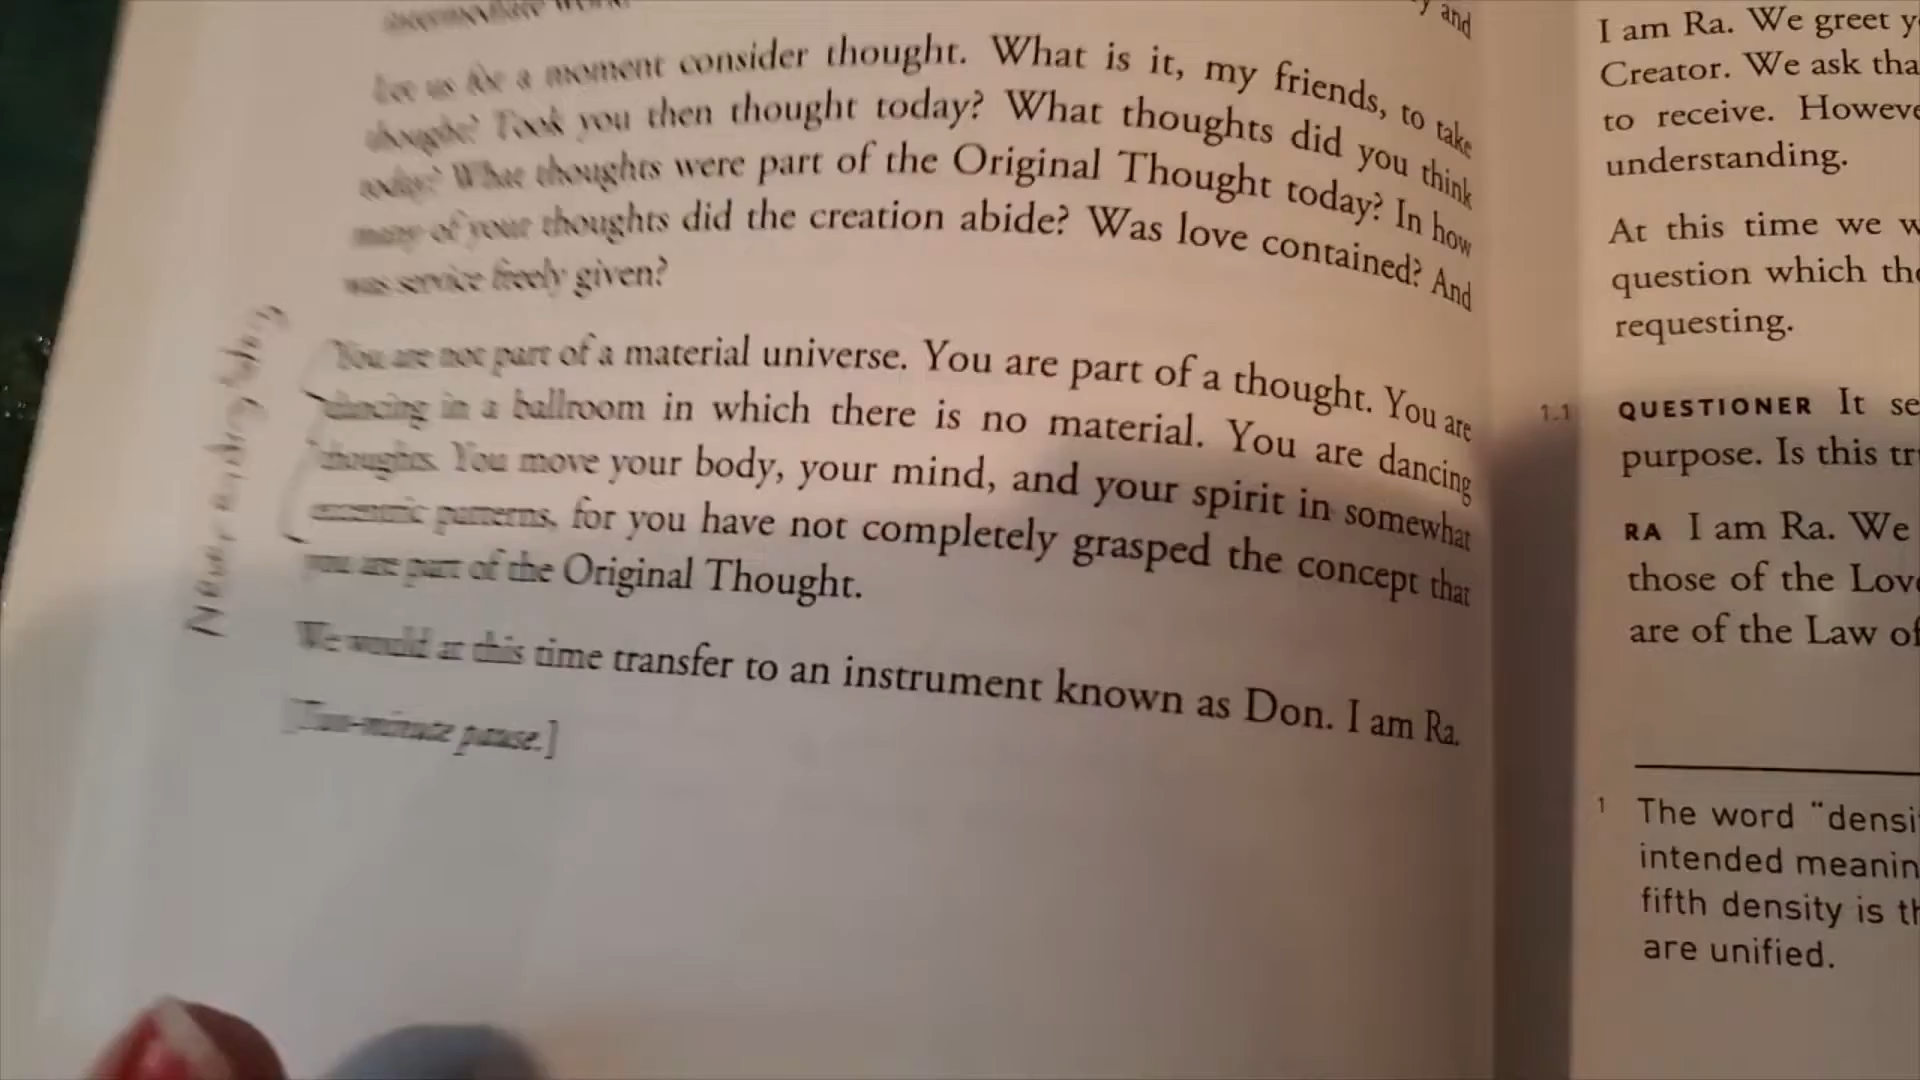 y and
Let us for a moment consider thought. What is it, my friends, to take
thought? Took you then thought today? What thoughts did you think
today? What thoughts were part of the Original Thought today? In how
many of your thoughts did the creation abide? Was love contained? And
was service freely given?
You are not part of a material universe. You are part of a thought. You are
dancing in a ballroom in which there is no material. You are dancing
thoughts. You move your body, your mind, and your spirit in somewhat
eccentric patterns, for you have not completely grasped the concept that
you are part of the Original Thought.
We would at this time transfer to an instrument known as Don. I am Ra.
[Two-minute pause.]
Never ending Story
I am Ra. We greet y
Creator. We ask tha
to receive. Howeve
understanding.
At this time we w
question which the
requesting.
1.1 QUESTIONER It se
purpose. Is this tr
RA I am Ra. We
those of the Love
are of the Law of
1 The word "densi
intended meanin
fifth density is th
are unified.